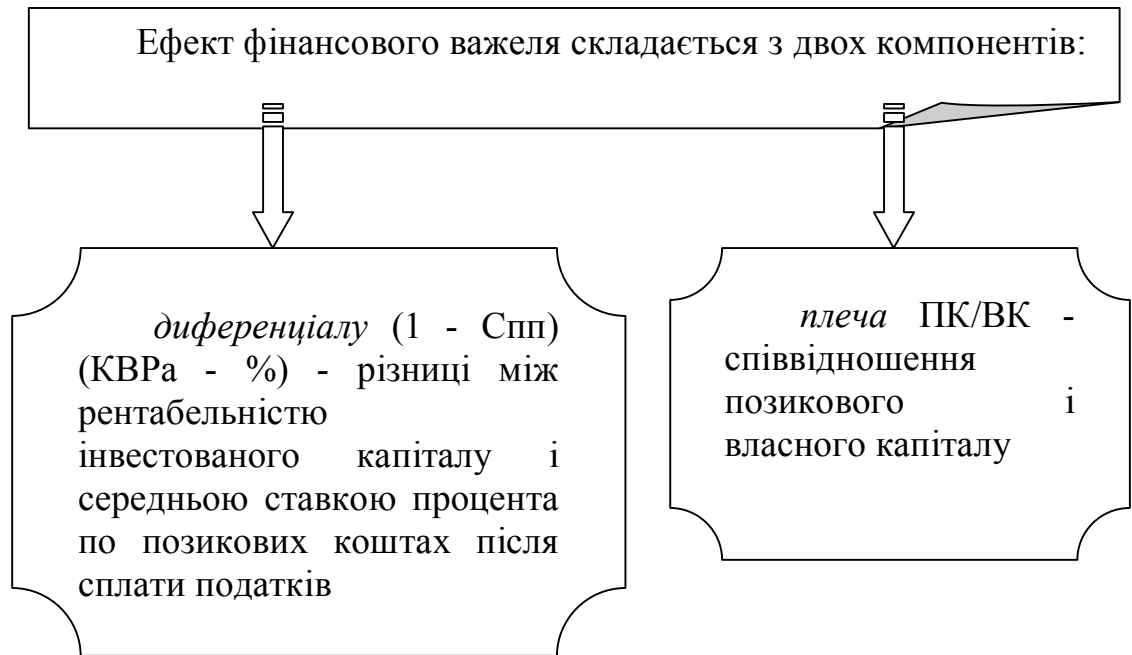 Ефект фінансового важеля складається з двох компонентів:
диференціалу (1 - Спп)
(КВРа - %) - різниці між
рентабельністю
інвестованого капіталу і
середньою ставкою процента
по позикових коштах після
сплати податків
плеча ПК/ВК -
співвідношення
позикового і
власного капіталу